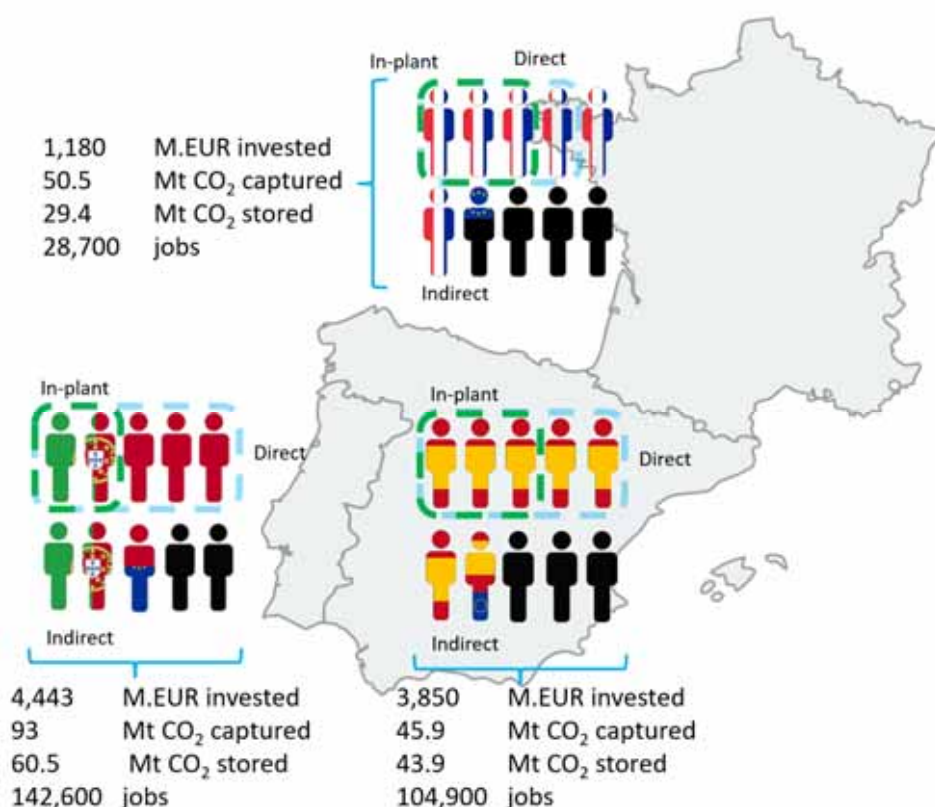 In-plant
Direct
1,180 M.EUR invested
50.5 Mt CO₂ captured
29.4 Mt CO₂ stored
28,700 jobs
Indirect
In-plant
Direct
Indirect
4,443 M.EUR invested
93 Mt CO₂ captured
60.5 Mt CO₂ stored
142,600 jobs
In-plant
Direct
Indirect
3,850 M.EUR invested
45.9 Mt CO₂ captured
43.9 Mt CO₂ stored
104,900 jobs